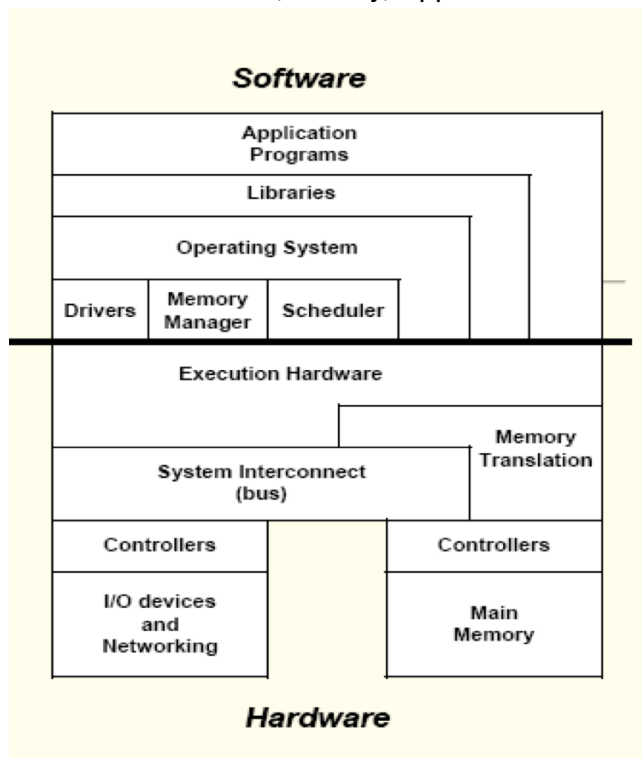 Software
Application
Programs
Libraries
Operating System
Drivers
Memory
Manager
Scheduler
Execution Hardware
Memory
Translation
System Interconnect
(bus)
Controllers
Controllers
I/O devices
and
Networking
Main
Memory
Hardware